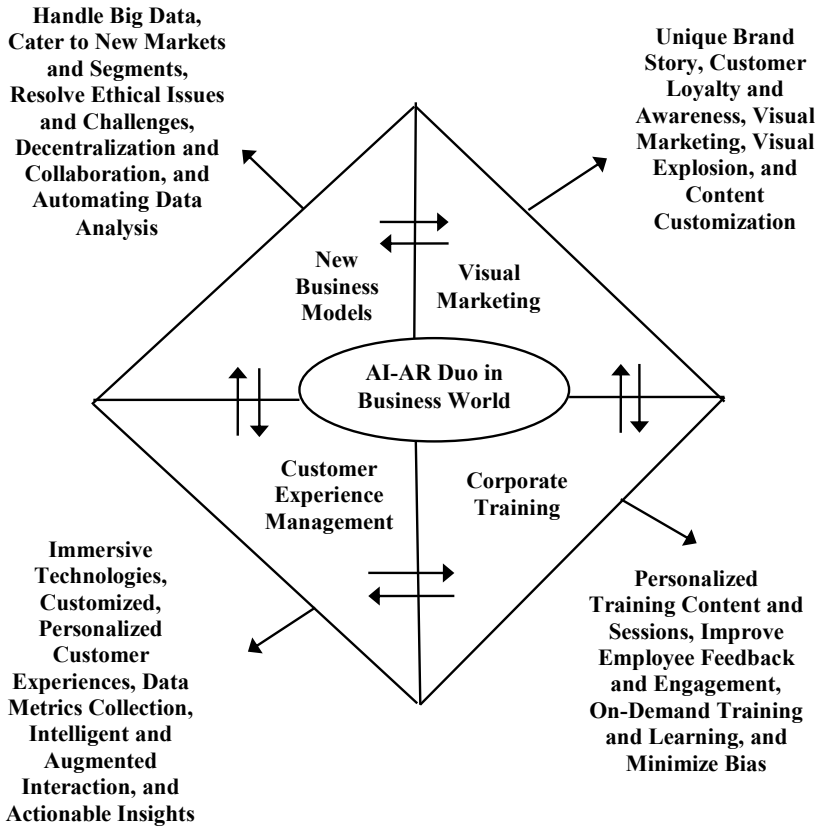 Handle Big Data,
Cater to New Markets
and Segments,
Resolve Ethical Issues
and Challenges,
Decentralization and
Collaboration, and
Automating Data
Analysis
Unique Brand
Story, Customer
Loyalty and
Awareness, Visual
Marketing, Visual
Explosion, and
Content
Customization
New
Business
Models
Visual
Marketing
AI-AR Duo in
Business World
Customer
Experience
Management
Corporate
Training
Immersive
Technologies,
Customized,
Personalized
Customer
Experiences, Data
Metrics Collection,
Intelligent and
Augmented
Interaction, and
Actionable Insights
Personalized
Training Content and
Sessions, Improve
Employee Feedback
and Engagement,
On-Demand Training
and Learning, and
Minimize Bias